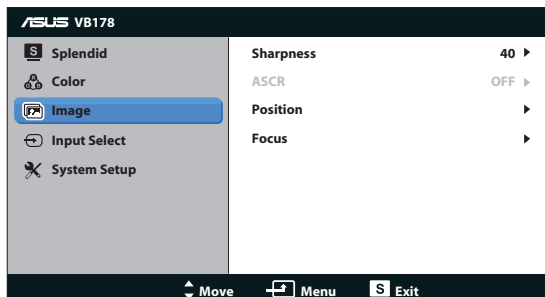 ASUS VB178
S Splendid
Color
Image
Input Select
System Setup
Sharpness 40
ASCR OFF
Position
Focus
Move Menu S Exit